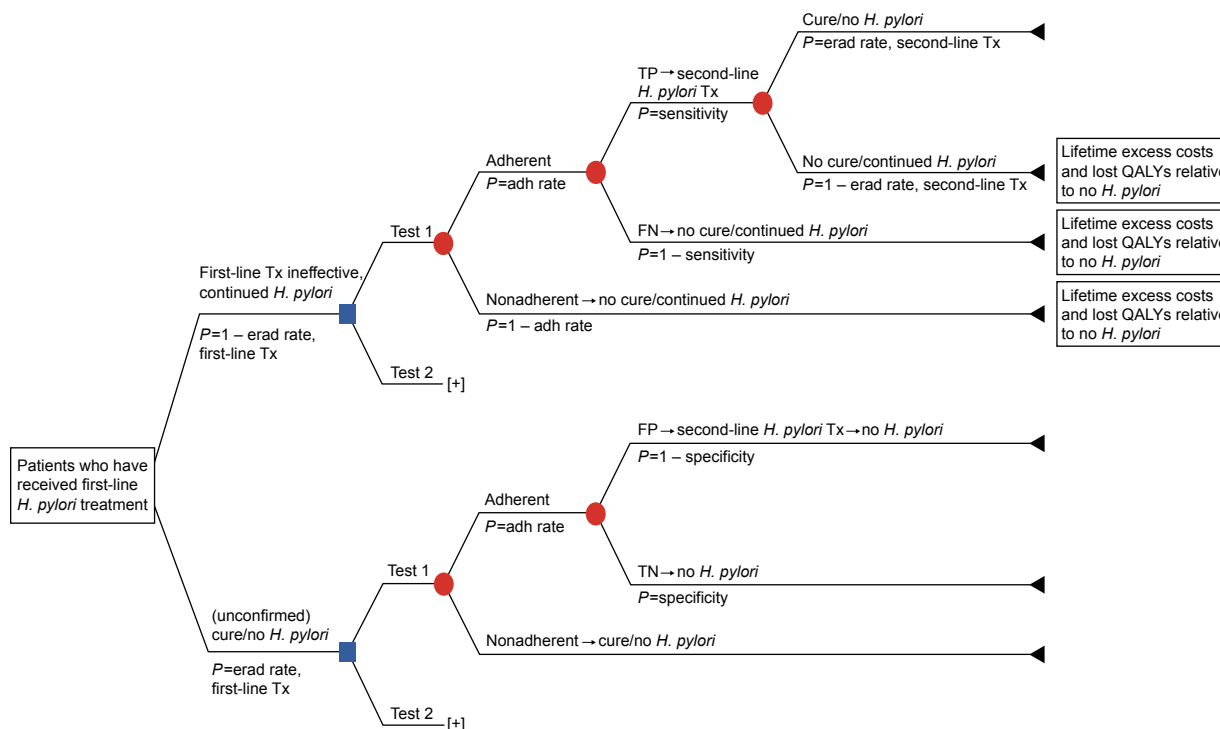 Cure/no H. pylori
P=erad rate, second-line Tx
TP→second-line
H. pylori Tx
P=sensitivity
No cure/continued H. pylori
P=1 – erad rate, second-line Tx
Lifetime excess costs
and lost QALYs relative
to no H. pylori
Adherent
P=adh rate
Test 1
FN→no cure/continued H. pylori
P=1 – sensitivity
Lifetime excess costs
and lost QALYs relative
to no H. pylori
First-line Tx ineffective,
continued H. pylori
P=1 – erad rate,
first-line Tx
Nonadherent→no cure/continued H. pylori
P=1 – adh rate
Lifetime excess costs
and lost QALYs relative
to no H. pylori
Test 2 [+]
Patients who have
received first-line
H. pylori treatment
FP→second-line H. pylori Tx→no H. pylori
P=1 – specificity
Adherent
P=adh rate
Test 1
TN→no H. pylori
P=specificity
(unconfirmed)
cure/no H. pylori
P=erad rate,
first-line Tx
Nonadherent→cure/no H. pylori
Test 2 [+]